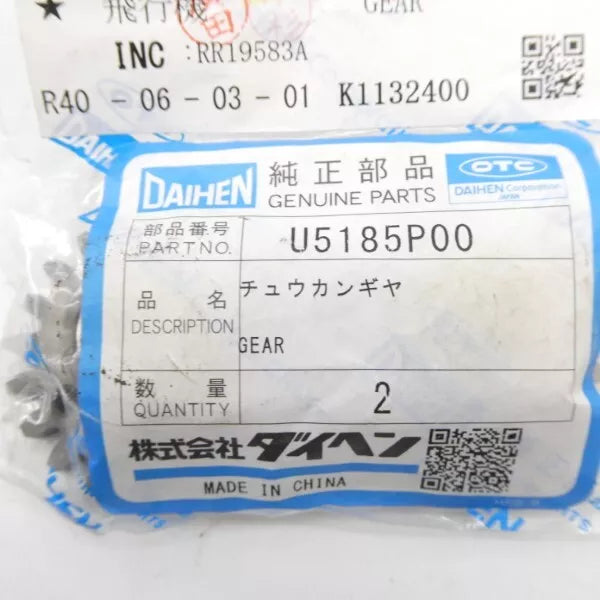 ★ 飛行機 GEAR
INC :RR19583A
R40 - 06 - 03 - 01 K1132400
DAIHEN 純正部品 OTC
GENUINE PARTS DAIHEN Corporation
JAPAN
部品番号
PART NO. U5185P00
品 名 チュウカンギヤ
DESCRIPTION
GEAR
数 量
QUANTITY 2
株式会社 ダイヘン
MADE IN CHINA
DAIHEN